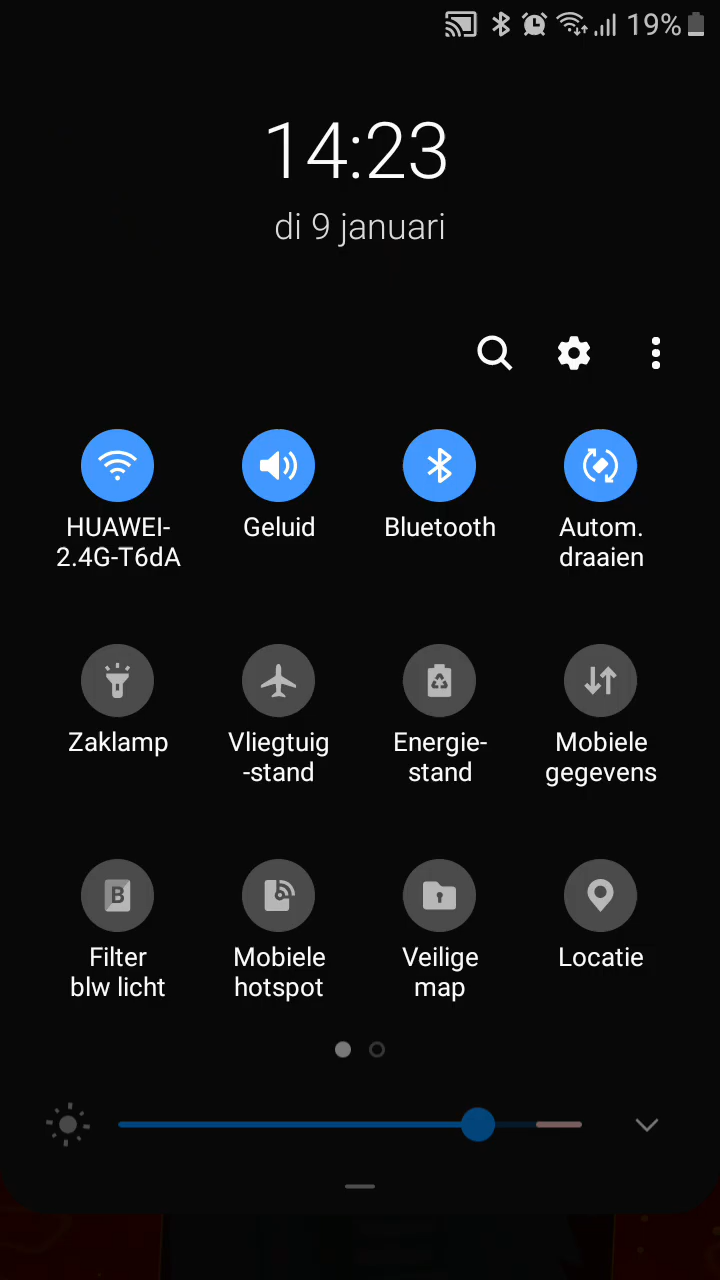 19%
14:23
di 9 januari
HUAWEI-
2.4G-T6dA
Geluid
Bluetooth
Autom.
draaien
Zaklamp
Vliegtuig
-stand
Energie-
stand
Mobiele
gegevens
B
Filter
blw licht
Mobiele
hotspot
Veilige
map
Locatie